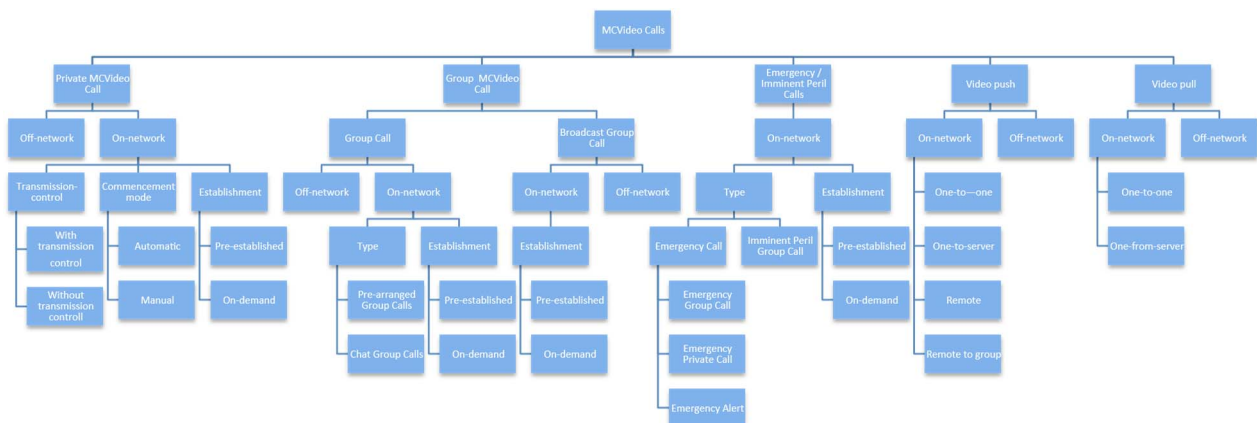 MCVideo Calls
Private MCVideo
Call
Group  MCVideo
Call
Emergency /
Imminent Peril
Calls
Video push
Video pull
Off-network
On-network
Group Call
Broadcast Group
Call
On-network
On-network
Off-network
On-network
Off-network
Transmission-
control
Commencement
mode
Establishment
Off-network
On-network
On-network
Off-network
Type
Establishment
One-to—one
One-to-one
With
transmission
control
Automatic
Pre-established
Type
Establishment
Establishment
Emergency Call
Imminent Peril
Group Call
Pre-established
One-to-server
One-from-server
Without
transmission
controll
Manual
On-demand
Pre-arranged
Group Calls
Pre-established
Pre-established
Emergency
Group Call
On-demand
Remote
Chat Group Calls
On-demand
On-demand
Emergency
Private Call
Remote to group
Emergency Alert